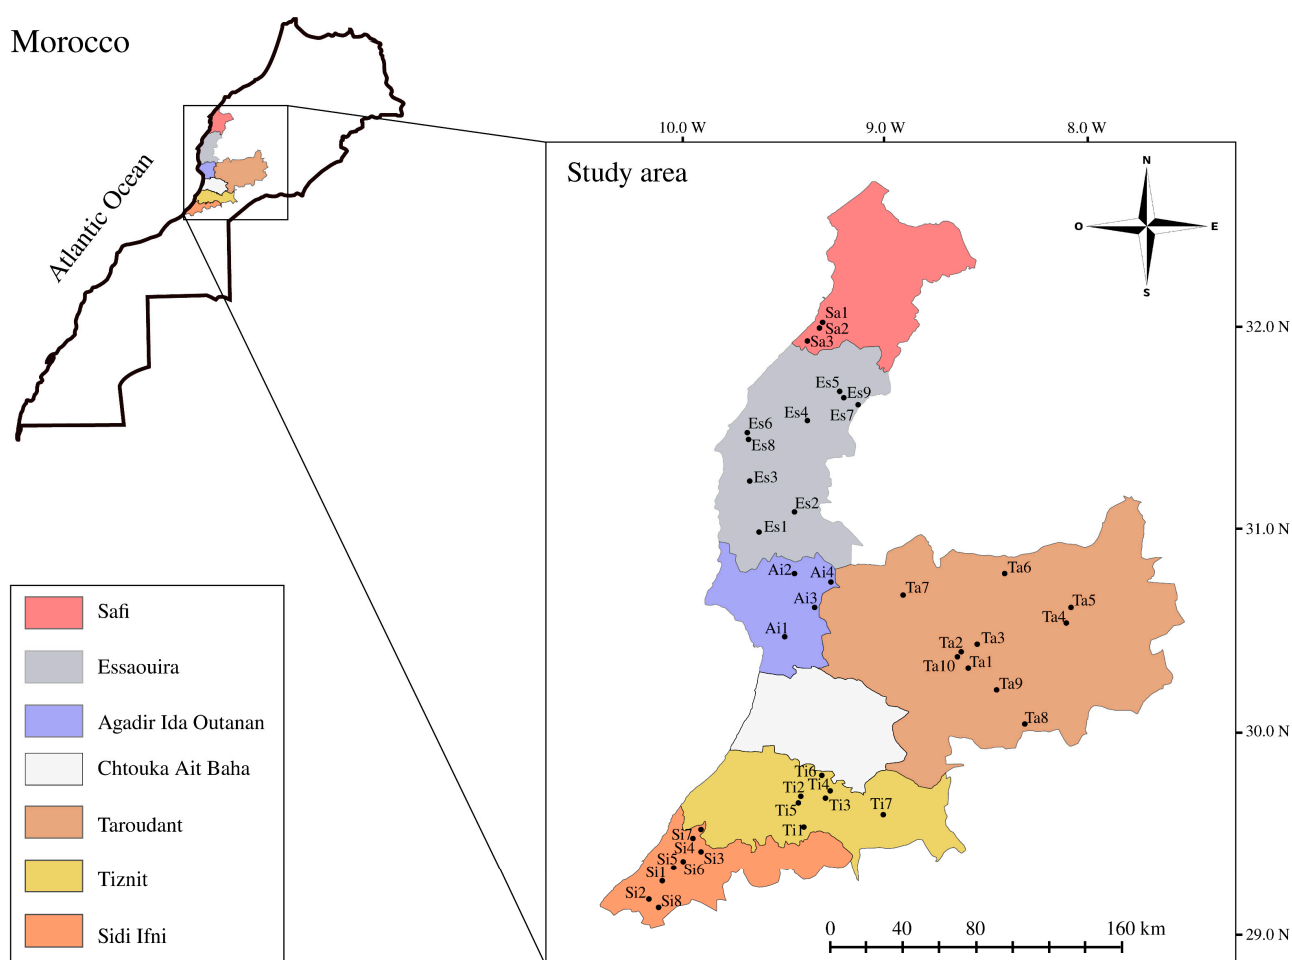 Morocco
Atlantic Ocean
10.0 W
9.0 W
8.0 W
Study area
N
O
E
S
32.0 N
31.0 N
30.0 N
29.0 N
Sa1
Sa2
Sa3
Es5
Es9
Es7
Es4
Es6
Es8
Es3
Es2
Es1
Ai2
Ai4
Ai3
Ai1
Ta6
Ta7
Ta5
Ta4
Ta3
Ta2
Ta10
Ta1
Ta9
Ta8
Ti6
Ti4
Ti2
Ti3
Ti5
Ti7
Ti1
Si7
Si4
Si3
Si5
Si6
Si1
Si2
Si8
Safi
Essaouira
Agadir Ida Outanan
Chtouka Ait Baha
Taroudant
Tiznit
Sidi Ifni
0 40 80 160 km